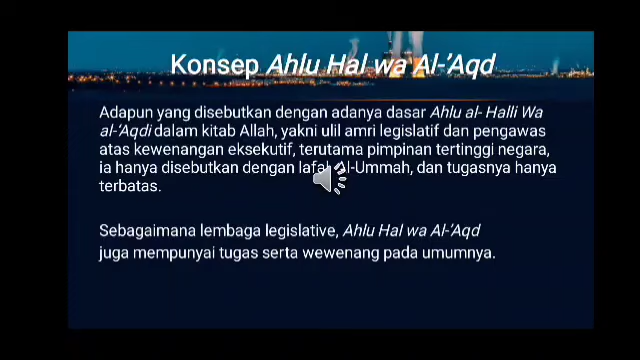 Konsep Ahlu Hal wa Al-’Aqd
Adapun yang disebutkan dengan adanya dasar Ahlu al- Halli Wa
al-‘Aqdi dalam kitab Allah, yakni ulil amri legislatif dan pengawas
atas kewenangan eksekutif, terutama pimpinan tertinggi negara,
ia hanya disebutkan dengan lafal Al-Ummah, dan tugasnya hanya
terbatas.
Sebagaimana lembaga legislative, Ahlu Hal wa Al-’Aqd
juga mempunyai tugas serta wewenang pada umumnya.